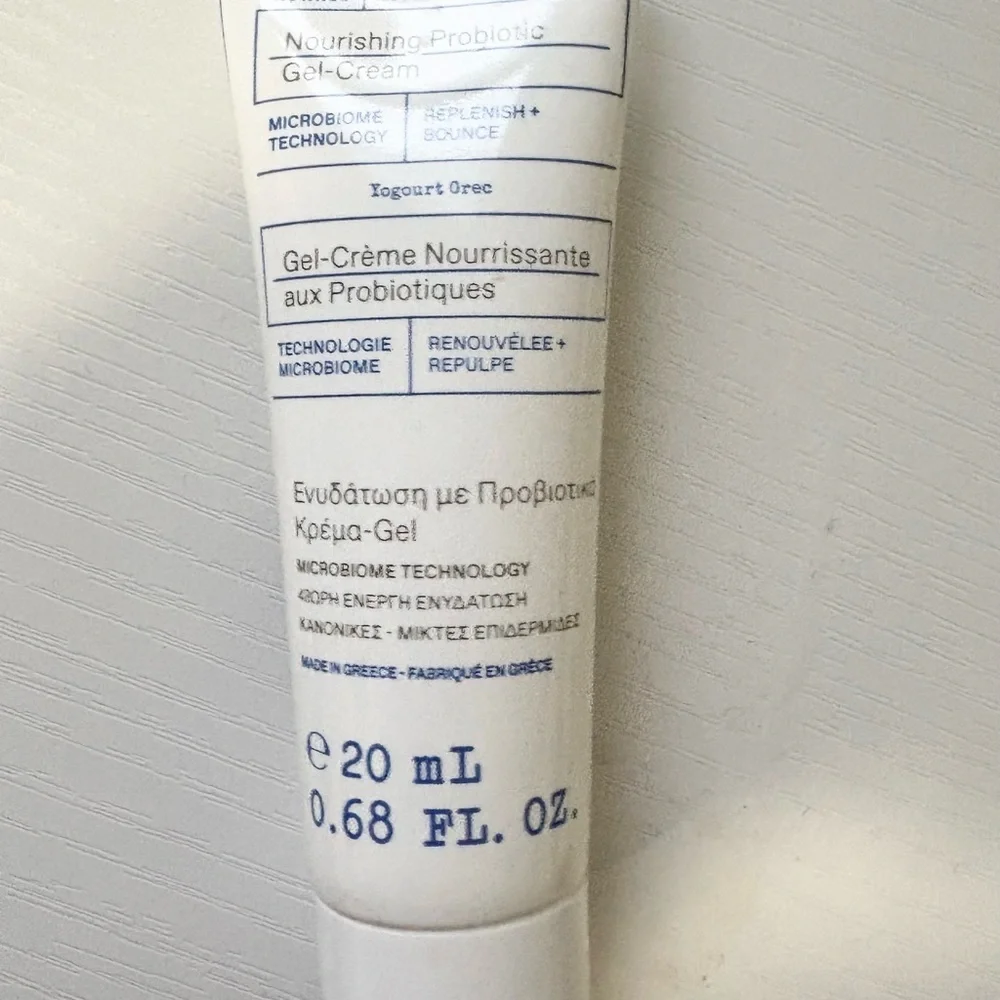 Nourishing Probiotic
Gel-Cream
MICROBIOME
TECHNOLOGY
REPLENISH +
BOUNCE
Yogourt Grec
Gel-Crème Nourrissante
aux Probiotiques
TECHNOLOGIE
MICROBIOME
RENOUVÉLEE +
REPULPE
Ενυδάτωση με Προβιοτικά
Κρέμα-Gel
MICROBIOME TECHNOLOGY
48ΩΡΗ ΕΝΕΡΓΗ ΕΝΥΔΑΤΩΣΗ
ΚΑΝΟΝΙΚΕΣ - ΜΙΚΤΕΣ ΕΠΙΔΕΡΜΙΔΕΣ
MADE IN GREECE - FABRIQUÉ EN GRÈCE
℮ 20 mL
0.68 FL. OZ.